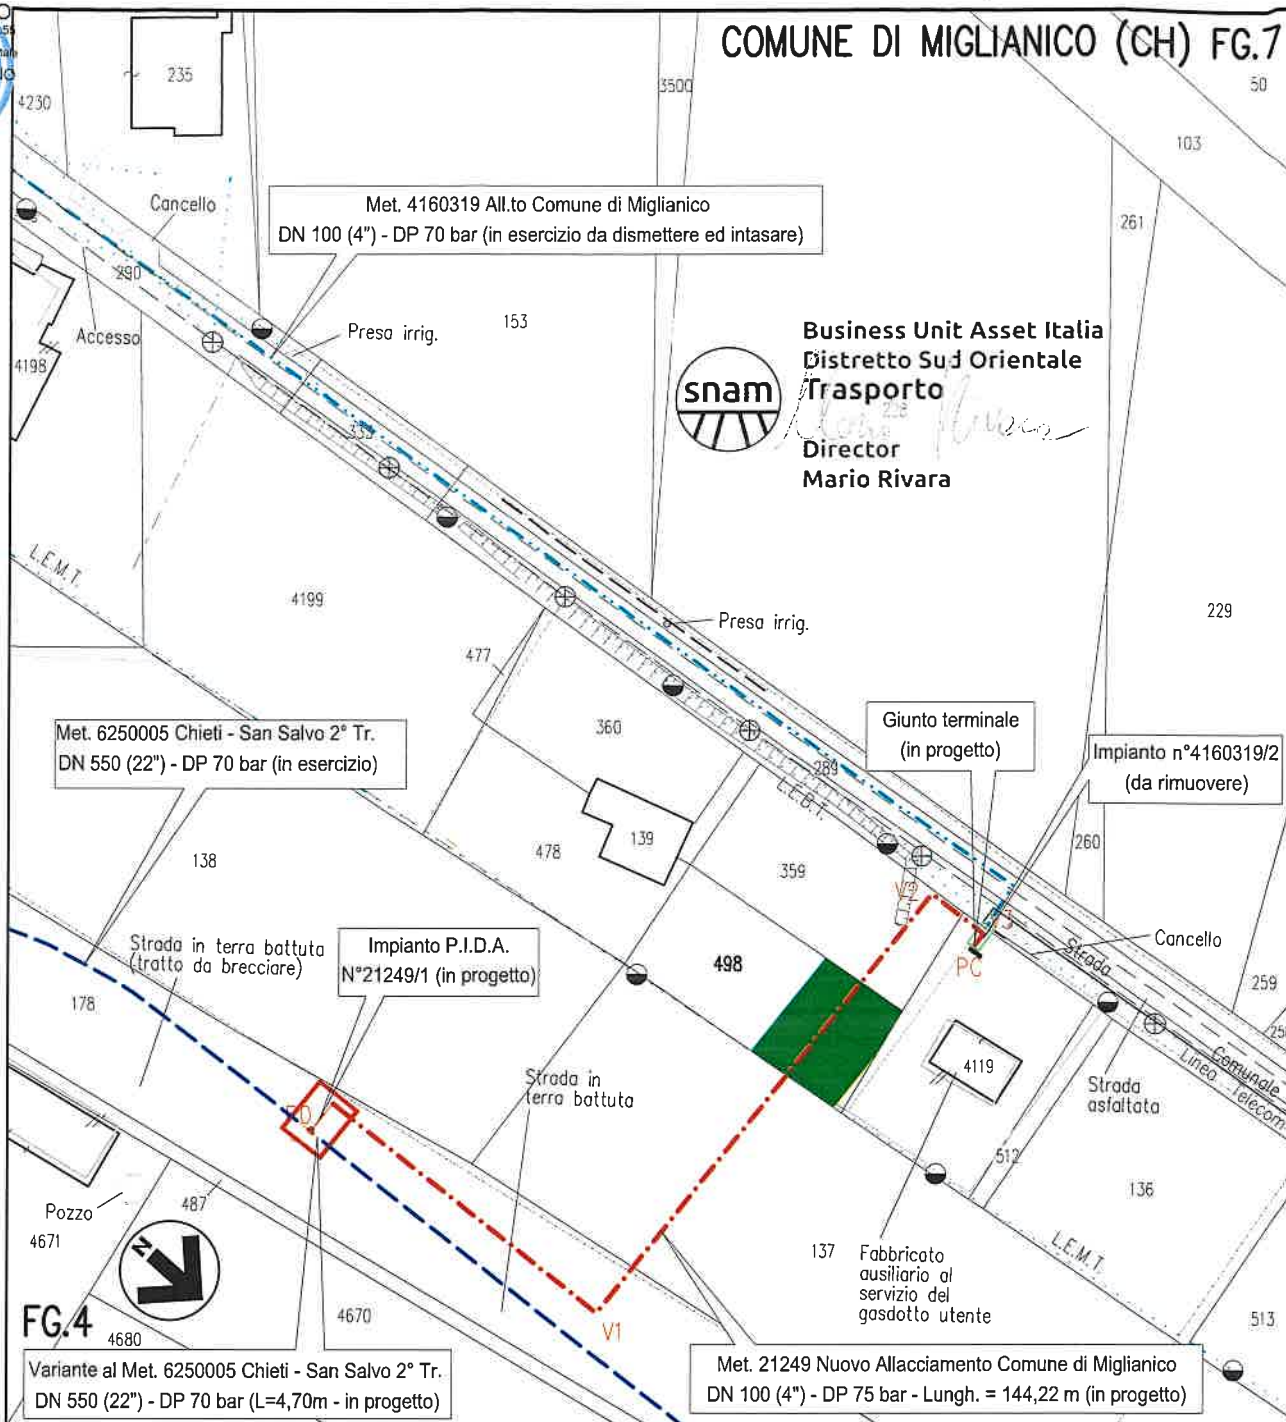 COMUNE DI MIGLIANICO (CH) FG.7
235
4230
3500
50
103
Cancello
Met. 4160319 All.to Comune di Miglianico
DN 100 (4") - DP 70 bar (in esercizio da dismettere ed intasare)
261
290
Accesso
Presa irrig.
153
4198
snam
Business Unit Asset Italia
Distretto Sud Orientale
Trasporto
Director
Mario Rivara
333
L.E.M.T.
4199
Presa irrig.
229
477
360
Giunto terminale
(in progetto)
Impianto n°4160319/2
(da rimuovere)
Met. 6250005 Chieti - San Salvo 2° Tr.
DN 550 (22") - DP 70 bar (in esercizio)
289
L.E.B.T.
138
478
139
359
260
V2
Strada in terra battuta
(tratto da brecciare)
Impianto P.I.D.A.
N°21249/1 (in progetto)
498
PC
Strada
Cancello
178
259
4119
Strada in
terra battuta
Strada
asfaltata
Comunale
Linea Telecom
512
136
Pozzo
487
4671
N
137
Fabbricato
ausiliario al
servizio del
gasdotto utente
L.E.M.T.
FG.4
4680
4670
V1
513
Variante al Met. 6250005 Chieti - San Salvo 2° Tr.
DN 550 (22") - DP 70 bar (L=4,70m - in progetto)
Met. 21249 Nuovo Allacciamento Comune di Miglianico
DN 100 (4") - DP 75 bar - Lungh. = 144,22 m (in progetto)